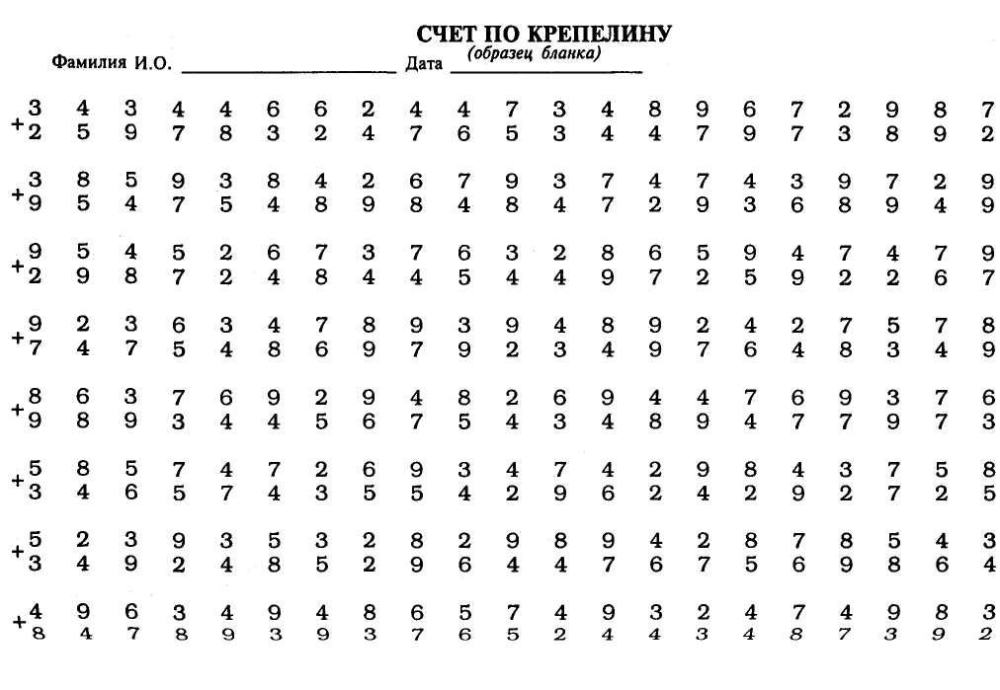 СЧЕТ ПО КРЕПЕЛИНУ
(образец бланка)
Фамилия И.О. ____________________ Дата ____________________
3 4 3 4 4 6 6 2 4 4 7 3 4 8 9 6 7 2 9 8 7
+2 5 9 7 8 3 2 4 7 6 5 3 4 4 7 9 7 3 8 9 2
3 8 5 9 3 8 4 2 6 7 9 3 7 4 7 4 3 9 7 2 9
+9 5 4 7 5 4 8 9 8 4 8 4 7 2 9 3 6 8 9 4 9
9 5 4 5 2 6 7 3 7 6 3 2 8 6 5 9 4 7 4 7 9
+2 9 8 7 2 4 8 4 4 5 4 4 9 7 2 5 9 2 2 6 7
9 2 3 6 3 4 7 8 9 3 9 4 8 9 2 4 2 7 5 7 8
+7 4 7 5 4 8 6 9 7 9 2 3 4 9 7 6 4 8 3 4 9
8 6 3 7 6 9 2 9 4 8 2 6 9 4 4 7 6 9 3 7 6
+9 8 9 3 4 4 5 6 7 5 4 3 4 8 9 4 7 7 9 7 3
5 8 5 7 4 7 2 6 9 3 4 7 4 2 9 8 4 3 7 5 8
+3 4 6 5 7 4 3 5 5 4 2 9 6 2 4 2 9 2 7 2 5
5 2 3 9 3 5 3 2 8 2 9 8 9 4 2 8 7 8 5 4 3
+3 4 9 2 4 8 5 2 9 6 4 4 7 6 7 5 6 9 8 6 4
4 9 6 3 4 9 4 8 6 5 7 4 9 3 2 4 7 4 9 8 3
+8 4 7 8 9 3 9 3 7 6 5 2 4 4 3 4 8 7 3 9 2